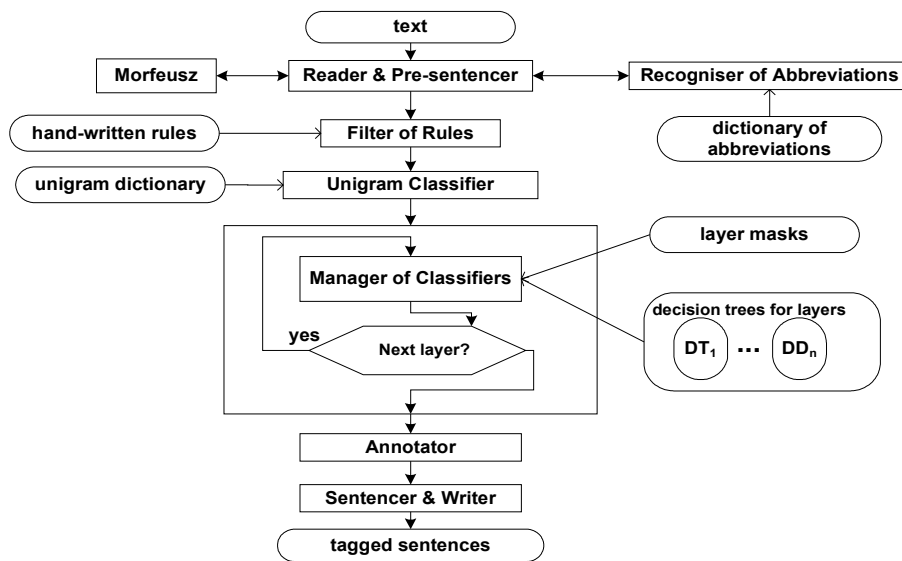 text
Morfeusz
Reader & Pre-sentencer
Recogniser of Abbreviations
hand-written rules
Filter of Rules
dictionary of
abbreviations
unigram dictionary
Unigram Classifier
layer masks
Manager of Classifiers
decision trees for layers
yes
Next layer?
DT₁ ... DDₙ
Annotator
Sentencer & Writer
tagged sentences